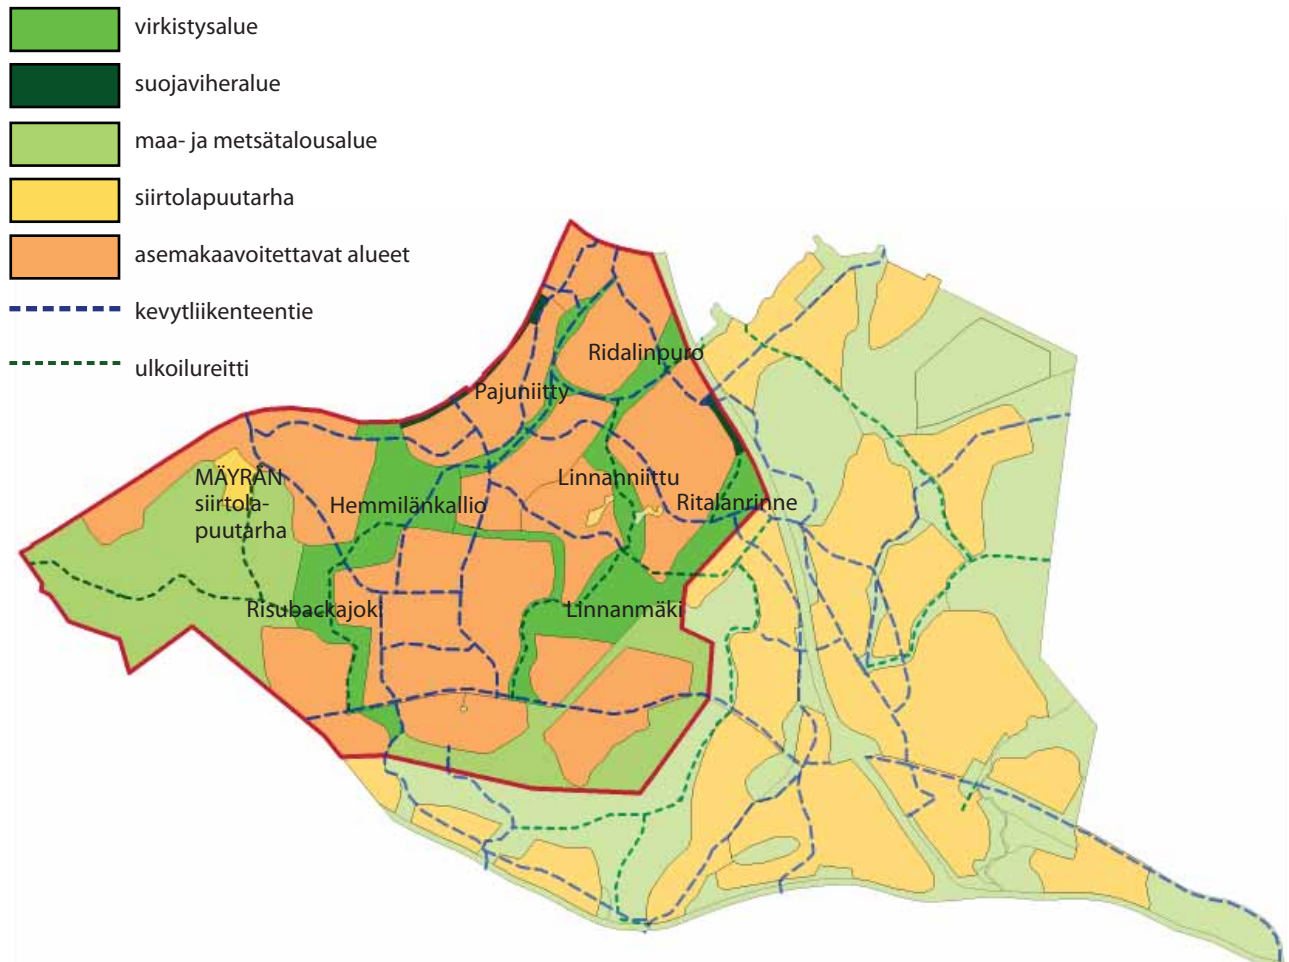 virkistysalue
suojaviheralue
maa- ja metsätalousalue
siirtolapuutarha
asemakaavoitettavat alueet
kevytliikenteentie
ulkoilureitti
Ridalinpuro
Pajuniitty
MÄYRÄN
siirtola-
puutarha
Hemmilänkallio
Linnanniittu
Ritalanrinne
Risubackajoki
Linnanmäki